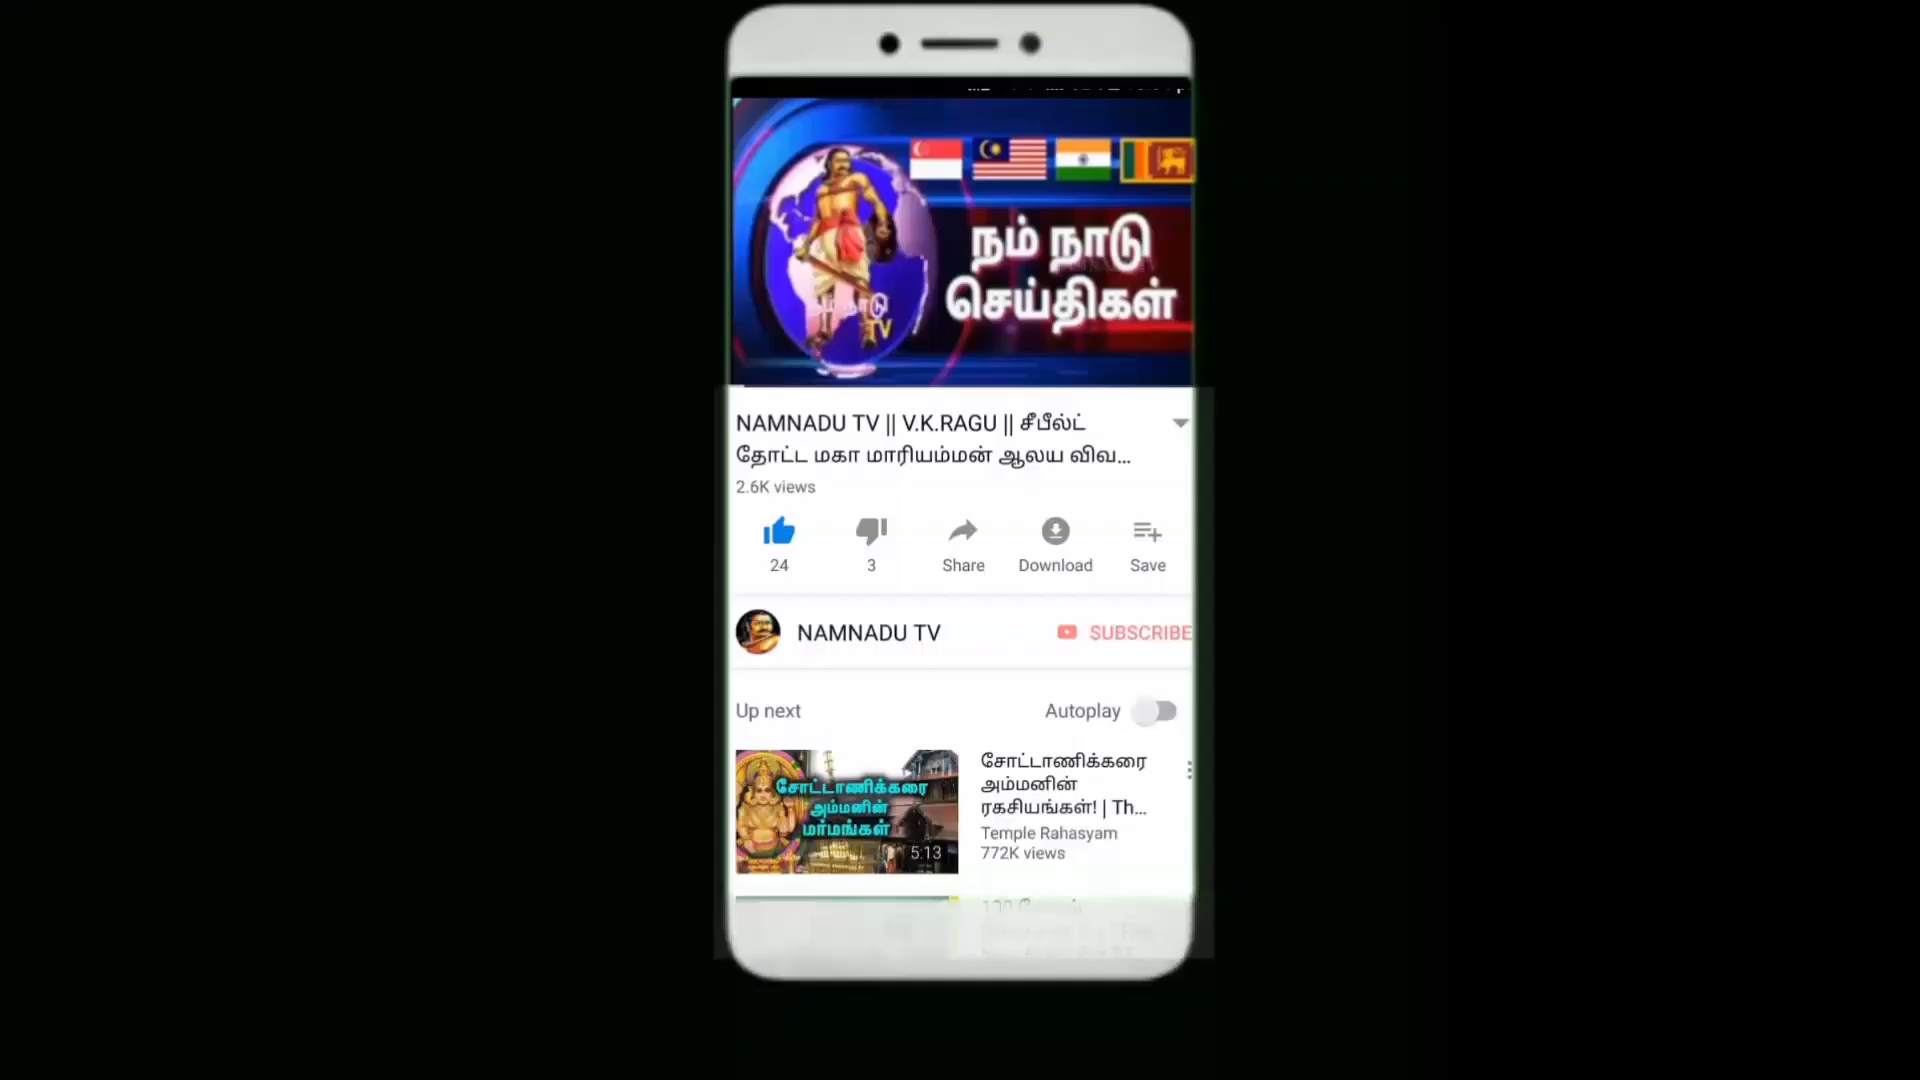 நம் நாடு
செய்திகள்
நம் நாடு
TV
NAMNADU TV || V.K.RAGU || சீபீல்ட்
தோட்ட மகா மாரியம்மன் ஆலய விவ...
2.6K views
24
3
Share
Download
Save
NAMNADU TV
SUBSCRIBE
Up next
Autoplay
சோட்டாணிக்கரை
அம்மனின்
மர்மங்கள்
5:13
சோட்டாணிக்கரை
அம்மனின்
ரகசியங்கள்! | Th...
Temple Rahasyam
772K views